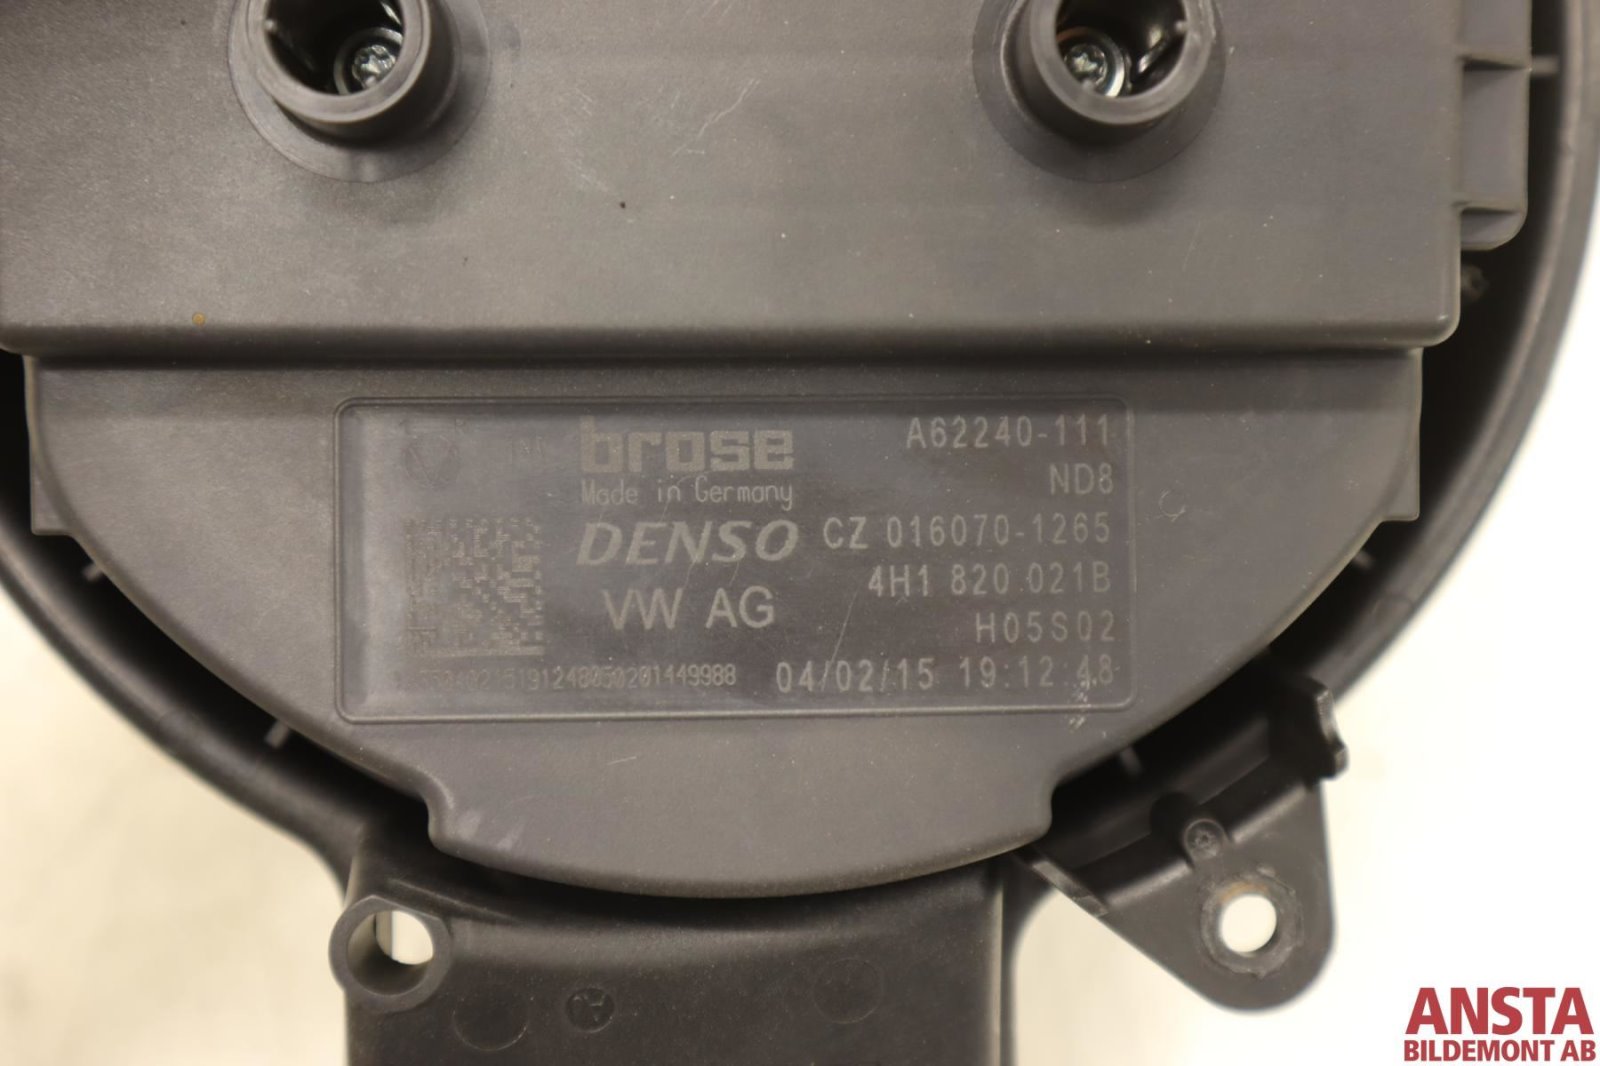 brose A62240-111
Made in Germany ND8
DENSO CZ 016070-1265
4H1 820.021B
VW AG
H05S02
04/02/15 19:12:48
ANSTA
BILDEMONT AB